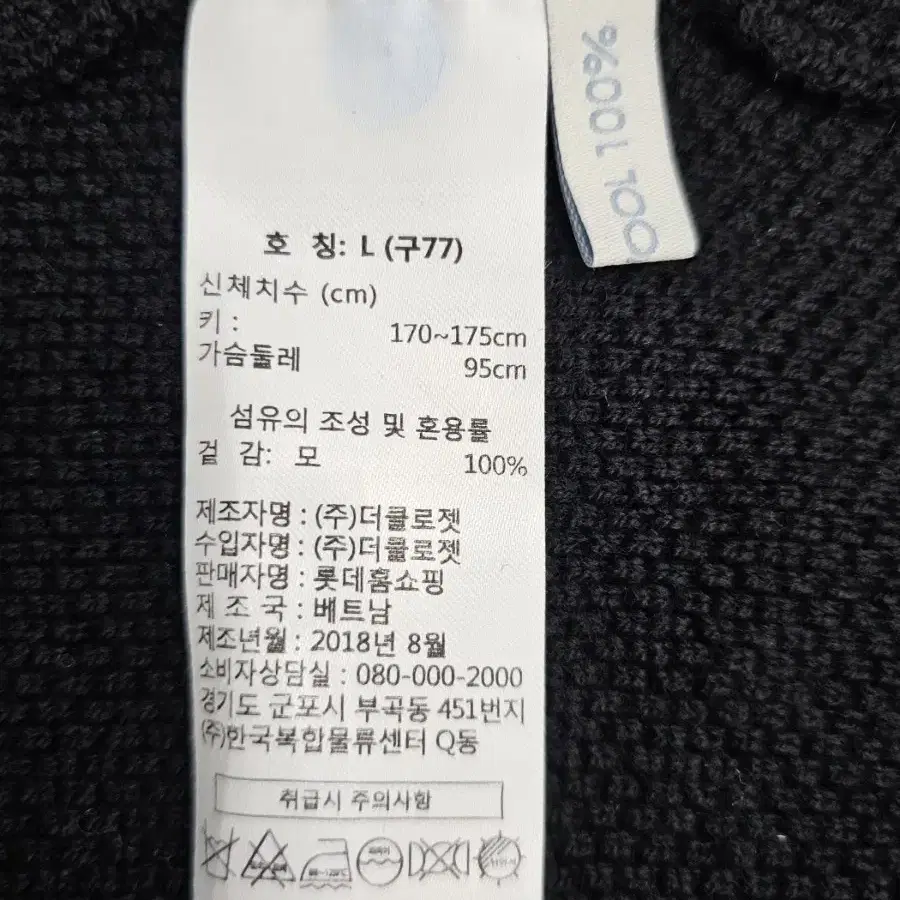 호 칭: L (구77)
신체치수 (cm)
키 : 170~175cm
가슴둘레 95cm
섬유의 조성 및 혼용률
겉 감: 모 100%
제조자명 : (주)더클로젯
수입자명 : (주)더클로젯
판매자명 : 롯데홈쇼핑
제 조 국 : 베트남
제조년월 : 2018년 8월
소비자상담실 : 080-000-2000
경기도 군포시 부곡동 451번지
(주)한국복합물류센터 Q동
취급시 주의사항
OOL 100%